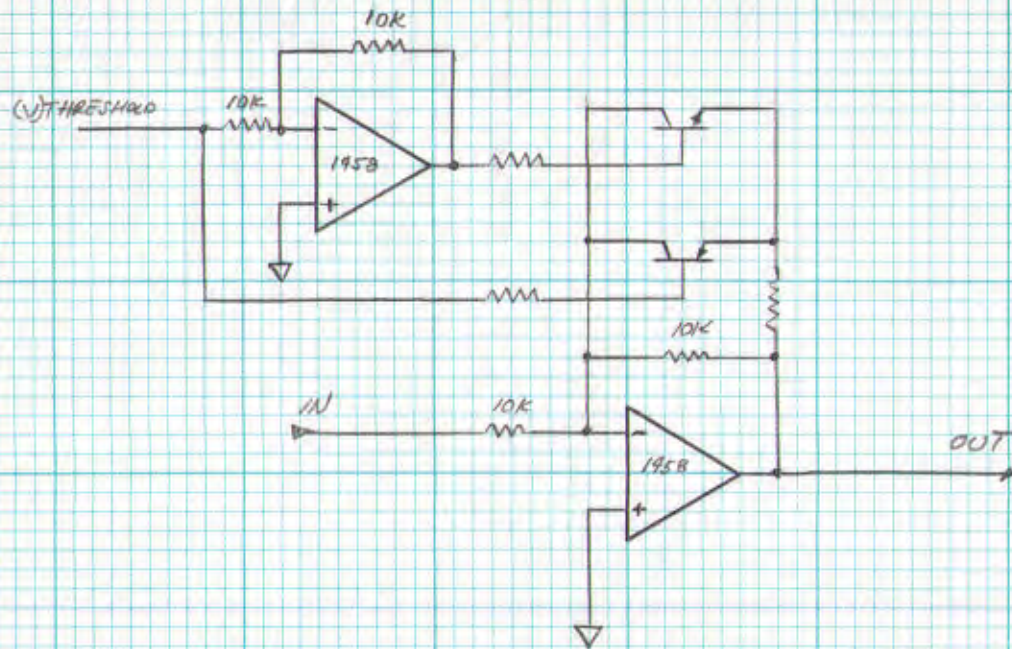 10K
(V)THRESHOLD
10K
-
1458
+
10K
IN
10K
-
1458
+
OUT